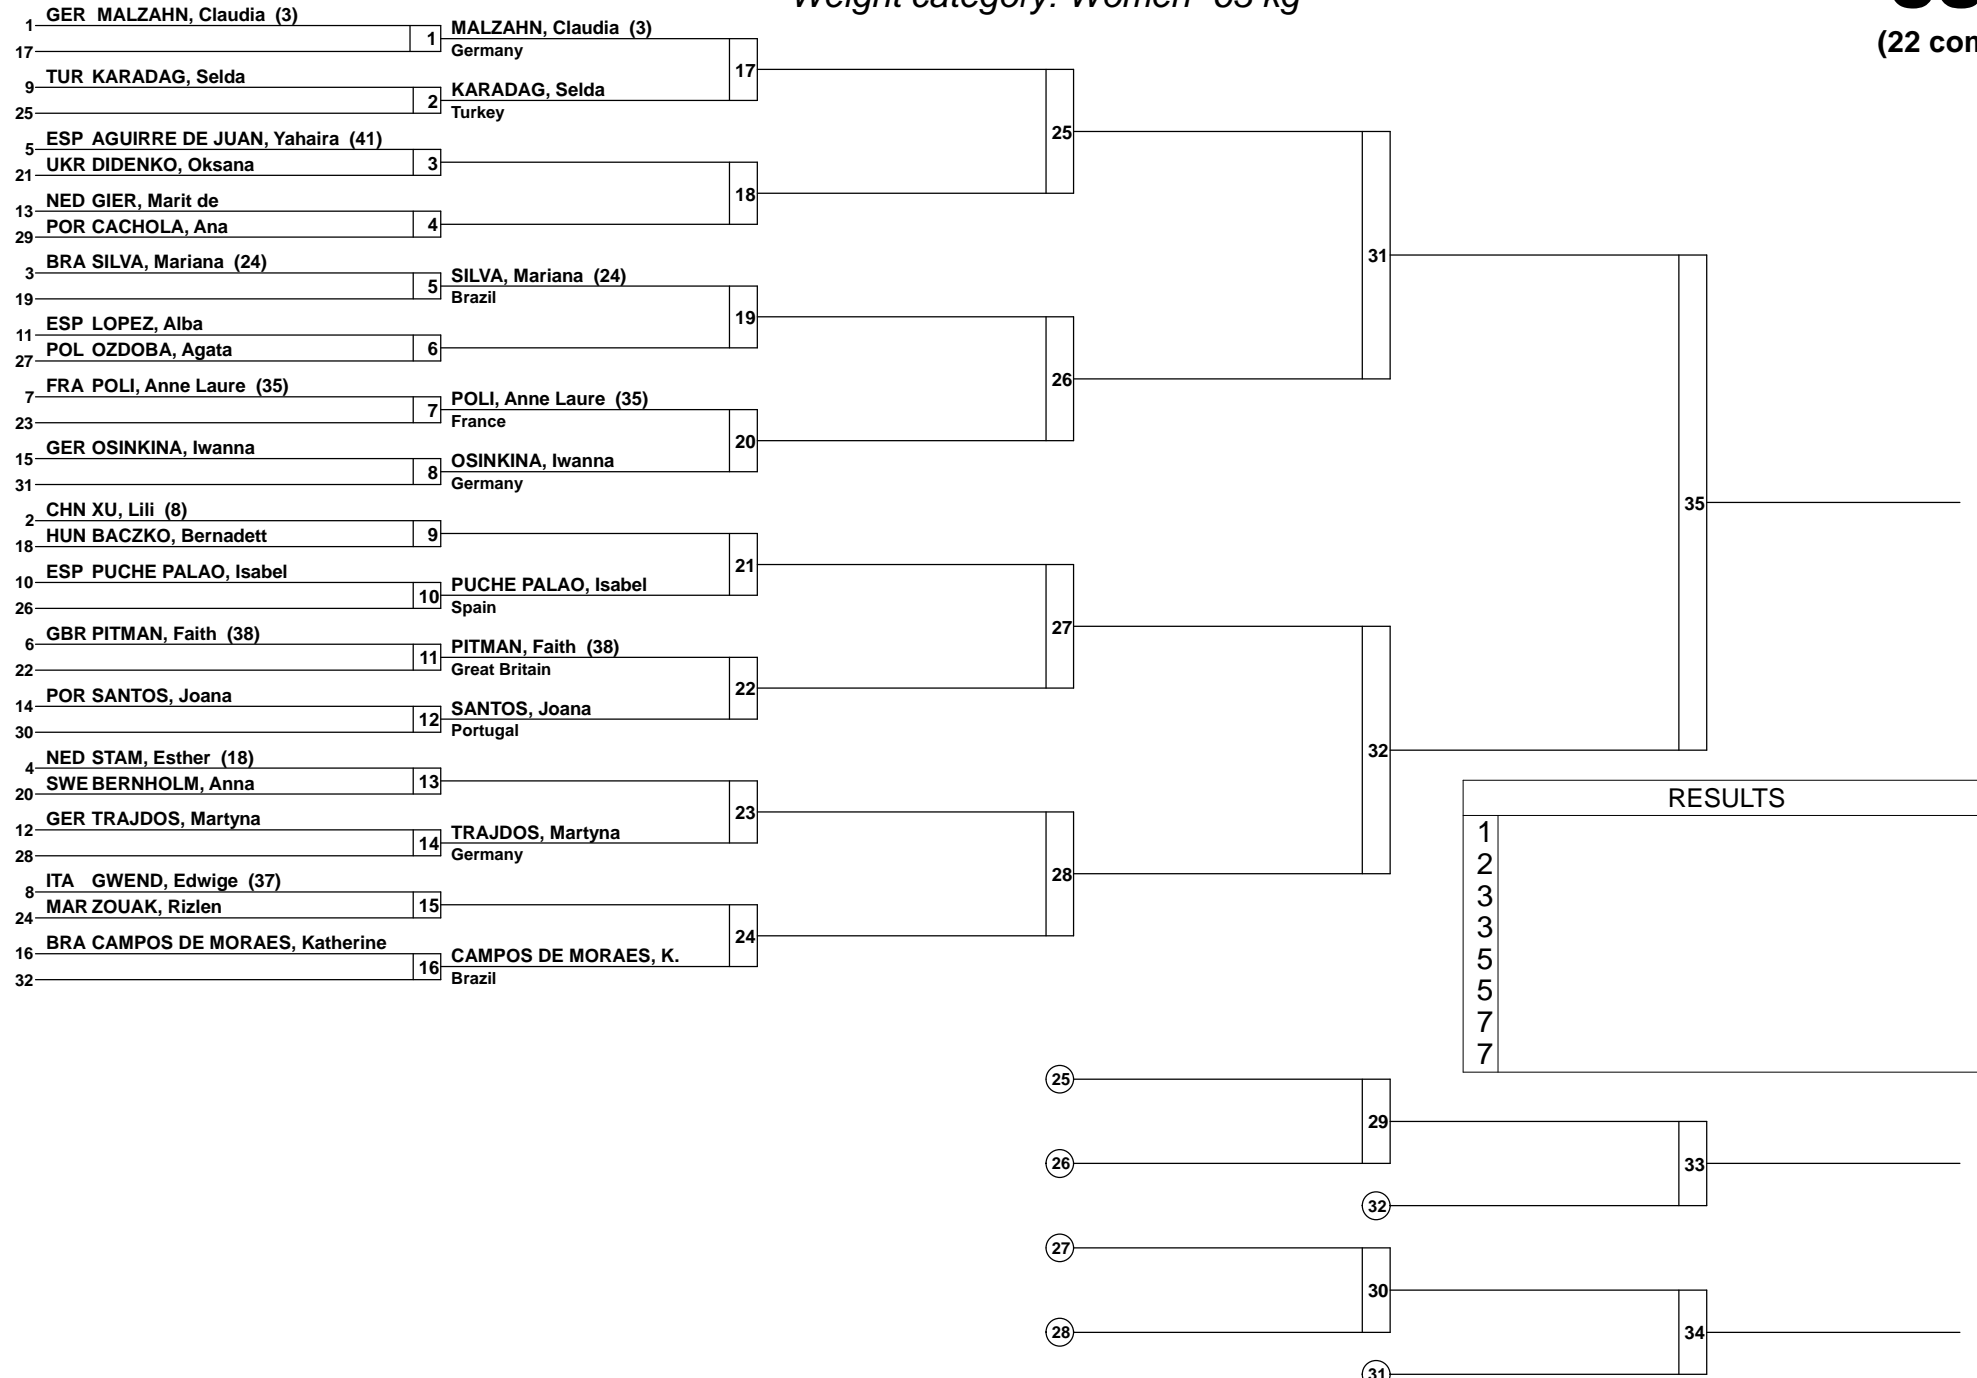 Weight category: Women -63 kg
(22 con
1 GER MALZAHN, Claudia (3)
17
1
MALZAHN, Claudia (3)
Germany
9 TUR KARADAG, Selda
25
2
KARADAG, Selda
Turkey
17
5 ESP AGUIRRE DE JUAN, Yahaira (41)
21 UKR DIDENKO, Oksana
3
13 NED GIER, Marit de
29 POR CACHOLA, Ana
4
18
25
3 BRA SILVA, Mariana (24)
19
5
SILVA, Mariana (24)
Brazil
11 ESP LOPEZ, Alba
27 POL OZDOBA, Agata
6
19
7 FRA POLI, Anne Laure (35)
23
7
POLI, Anne Laure (35)
France
15 GER OSINKINA, Iwanna
31
8
OSINKINA, Iwanna
Germany
20
26
31
2 CHN XU, Lili (8)
18 HUN BACZKO, Bernadett
9
10 ESP PUCHE PALAO, Isabel
26
10
PUCHE PALAO, Isabel
Spain
21
6 GBR PITMAN, Faith (38)
22
11
PITMAN, Faith (38)
Great Britain
14 POR SANTOS, Joana
30
12
SANTOS, Joana
Portugal
22
27
4 NED STAM, Esther (18)
20 SWE BERNHOLM, Anna
13
12 GER TRAJDOS, Martyna
28
14
TRAJDOS, Martyna
Germany
23
8 ITA GWEND, Edwige (37)
24 MAR ZOUAK, Rizlen
15
16 BRA CAMPOS DE MORAES, Katherine
32
16
CAMPOS DE MORAES, K.
Brazil
24
28
32
35
RESULTS
1
2
3
3
5
5
7
7
25
26
29
32
33
27
28
30
31
34